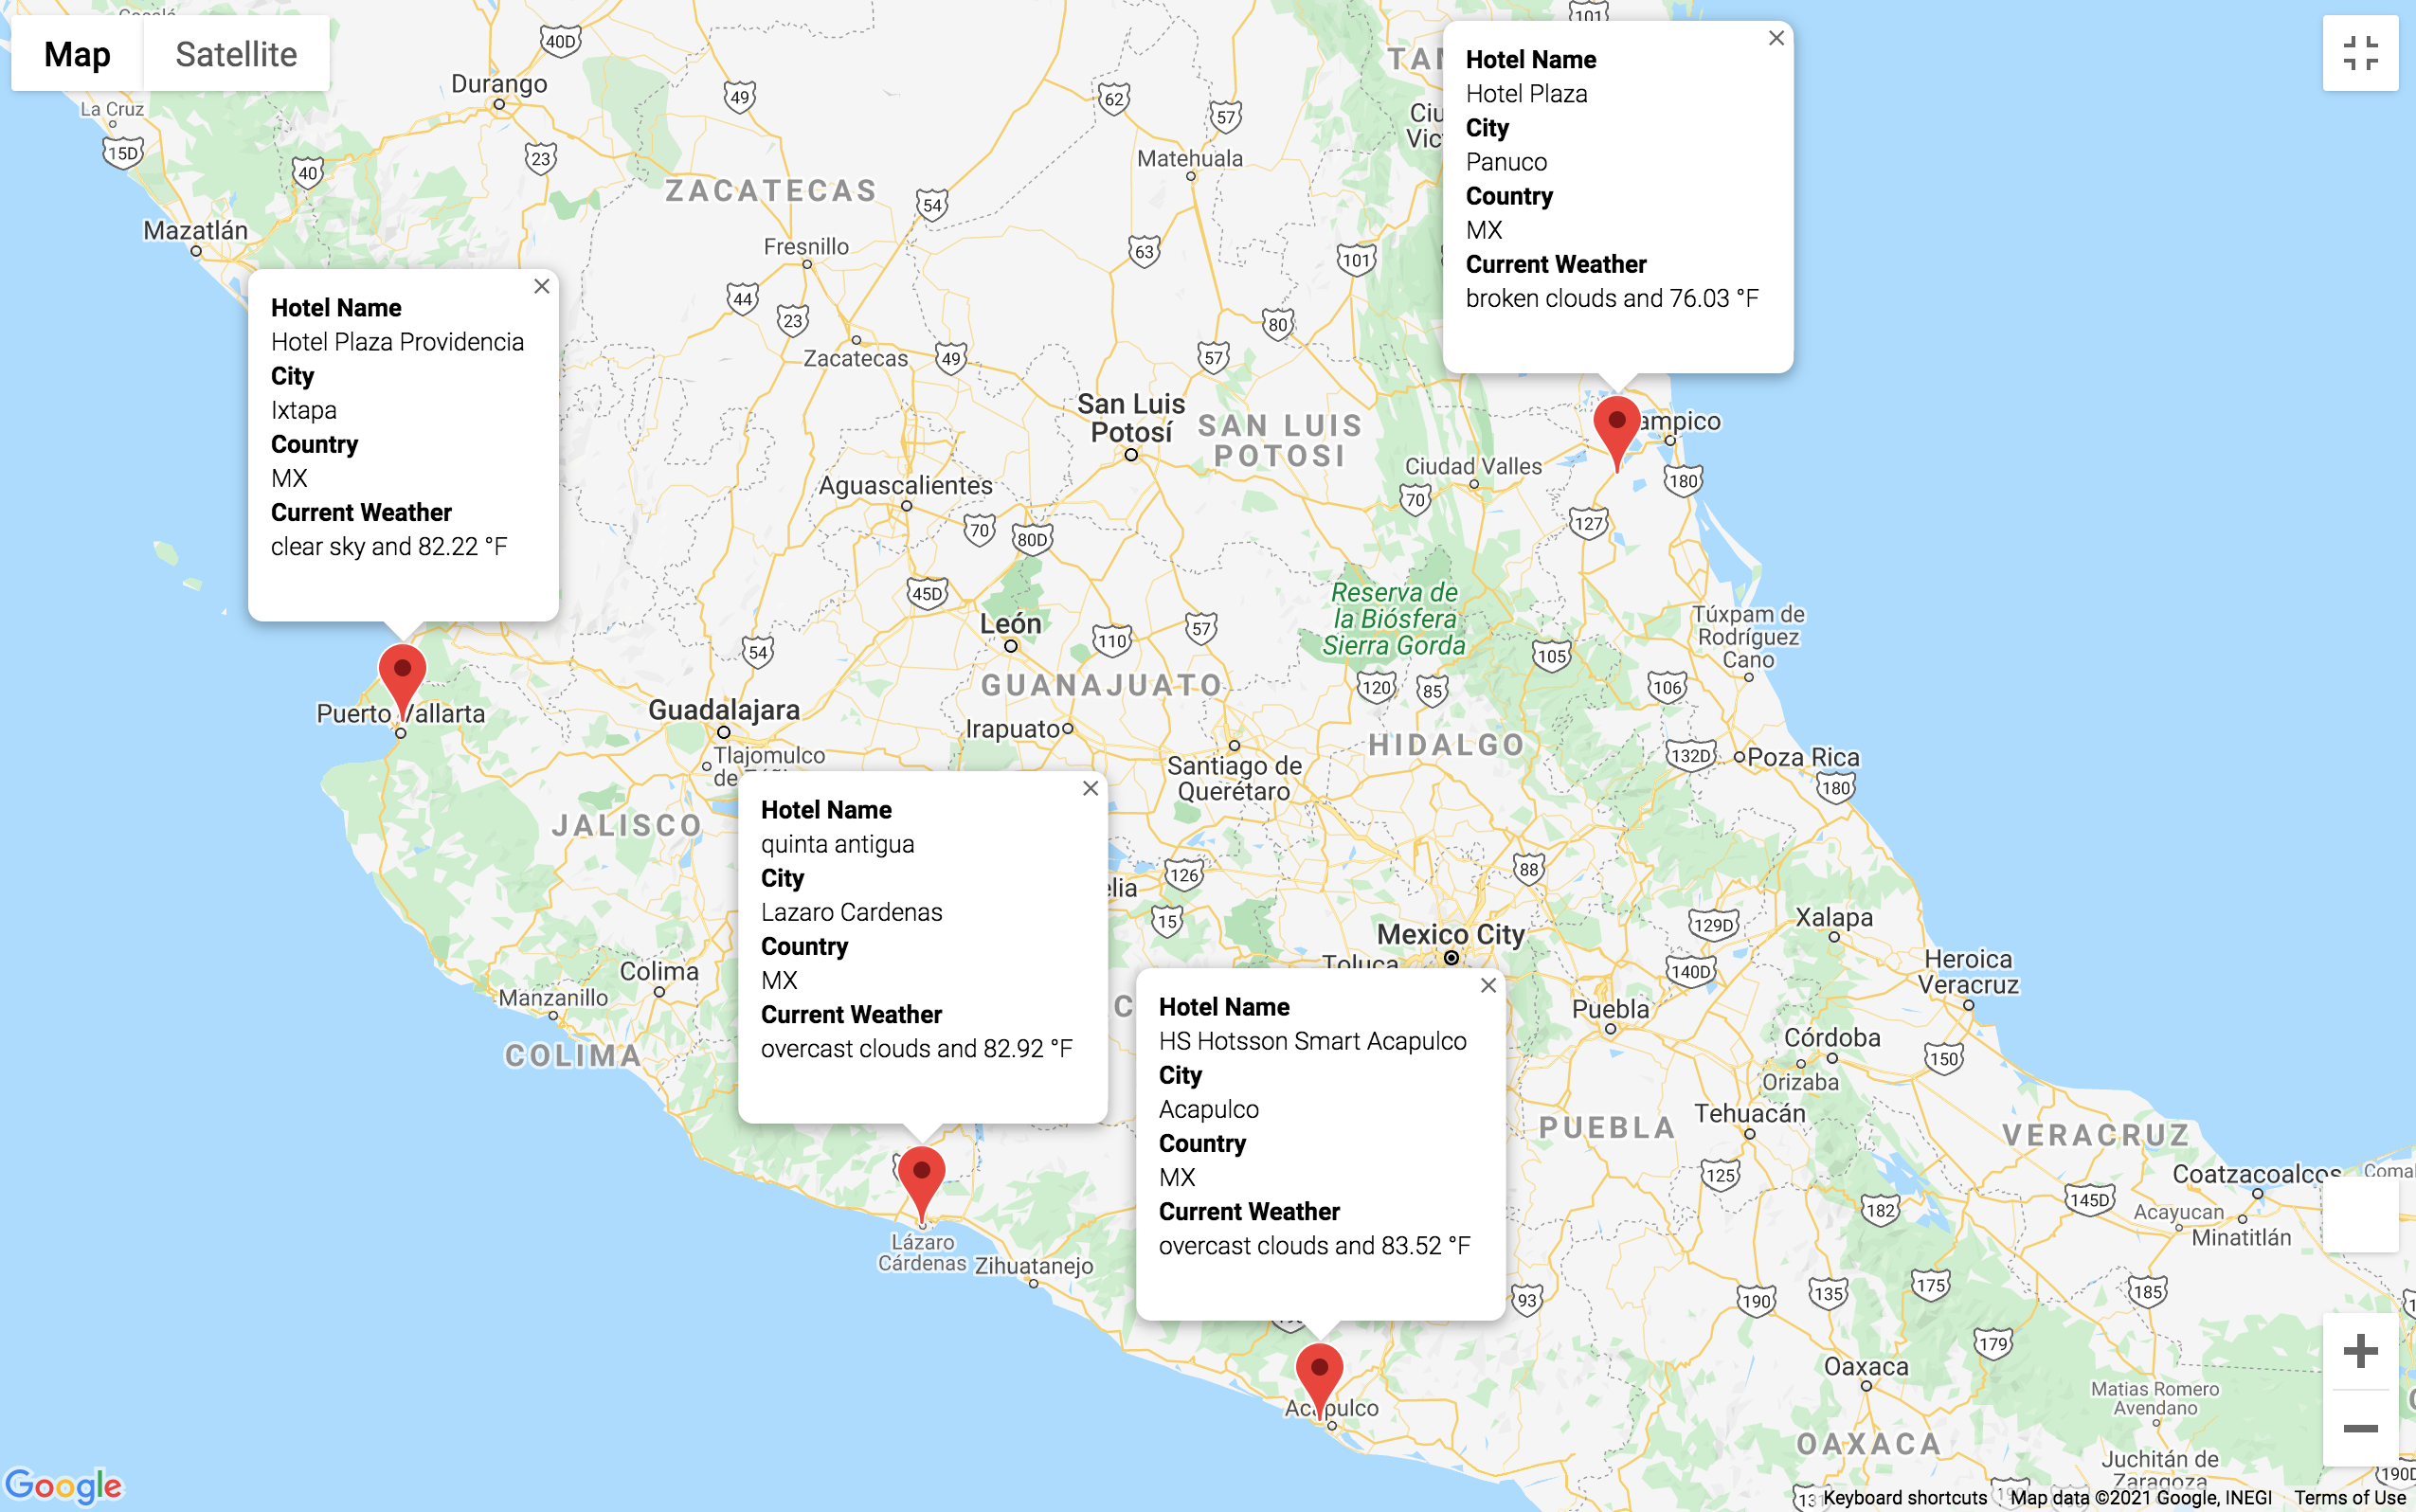 Map
Satellite
Durango
La Cruz
15D
40D
40
23
49
62
57
101
Mazatlán
ZACATECAS
54
Matehuala
Fresnillo
63
101
44
23
Zacatecas
49
57
80
Hotel Name
Hotel Plaza
City
Panuco
Country
MX
Current Weather
broken clouds and 76.03 °F
Hotel Name
Hotel Plaza Providencia
City
Ixtapa
Country
MX
Current Weather
clear sky and 82.22 °F
San Luis
Potosí
SAN LUIS
POTOSI
Ciudad Valles
70
180
127
Aguascalientes
70
80D
45D
León
110
57
54
Reserva de
la Biósfera
Sierra Gorda
105
Túxpam de
Rodríguez
Cano
106
120
85
GUANAJUATO
Puerto Vallarta
Guadalajara
Irapuato
Tlajomulco
HIDALGO
132D
Poza Rica
180
Santiago de
Querétaro
JALISCO
Hotel Name
quinta antigua
City
Lazaro Cardenas
Country
MX
Current Weather
overcast clouds and 82.92 °F
126
15
88
Mexico City
Toluca
129D
140D
Xalapa
Heroica
Veracruz
Colima
Manzanillo
COLIMA
Puebla
Córdoba
150
Orizaba
Hotel Name
HS Hotsson Smart Acapulco
City
Acapulco
Country
MX
Current Weather
overcast clouds and 83.52 °F
PUEBLA
Tehuacán
VERACRUZ
125
Coatzacoalcos
182
145D
Acayucan
Minatitlán
Lázaro
Cárdenas
Zihuatanejo
93
190
135
175
185
179
Oaxaca
Acapulco
Matias Romero
Avendano
OAXACA
Juchitán de
Zaragoza
190D
Google
Keyboard shortcuts
Map data ©2021 Google, INEGI
Terms of Use